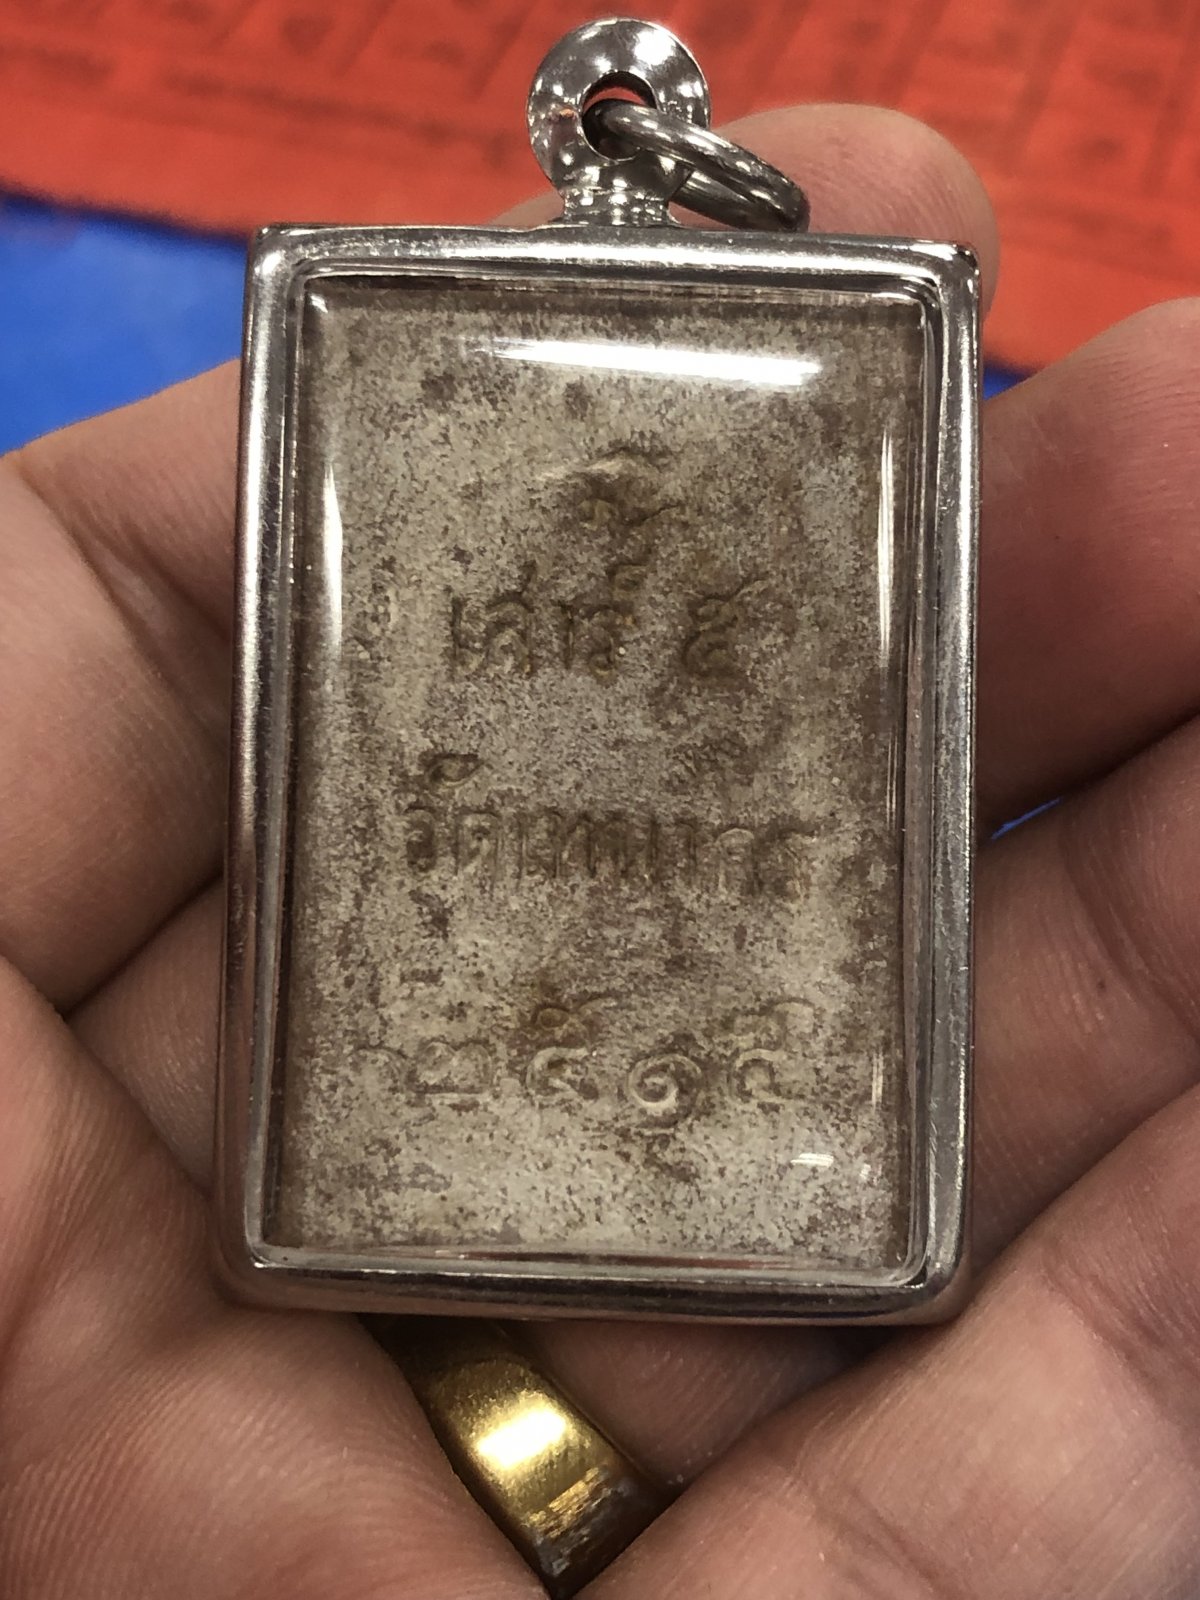 เสาร์ ๕
วัดเทพากร
๒๕๑๕